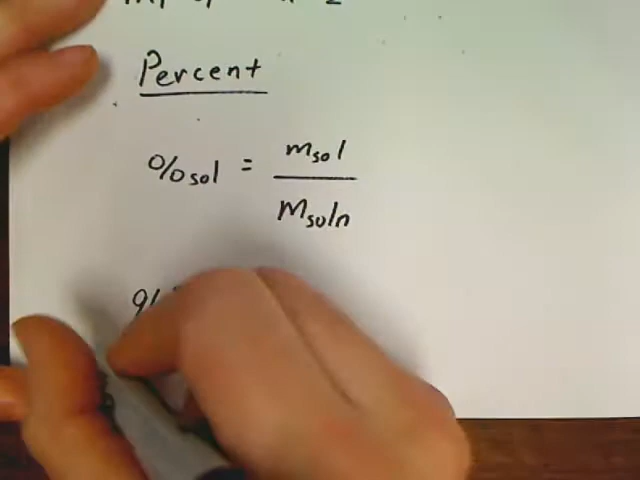 Percent
%sol = msol / msoln
%